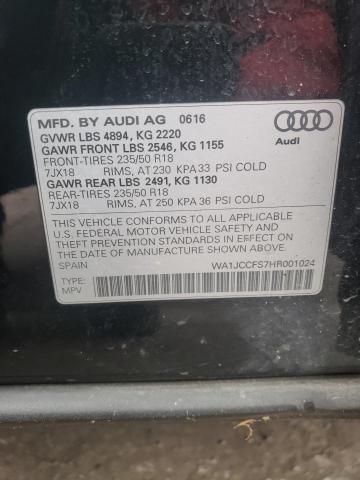 MFD. BY AUDI AG 0616
GVWR LBS 4894, KG 2220
GAWR FRONT LBS 2546, KG 1155
FRONT-TIRES 235/50 R18
7JX18 RIMS, AT 230 KPA 33 PSI COLD
GAWR REAR LBS 2491, KG 1130
REAR-TIRES 235/50 R18
7JX18 RIMS, AT 250 KPA 36 PSI COLD
Audi
THIS VEHICLE CONFORMS TO ALL APPLICABLE
U.S. FEDERAL MOTOR VEHICLE SAFETY AND
THEFT PREVENTION STANDARDS IN EFFECT ON
THE DATE OF MANUFACTURE SHOWN ABOVE.
SPAIN WA1JCCFS7HR001024
TYPE:
MPV